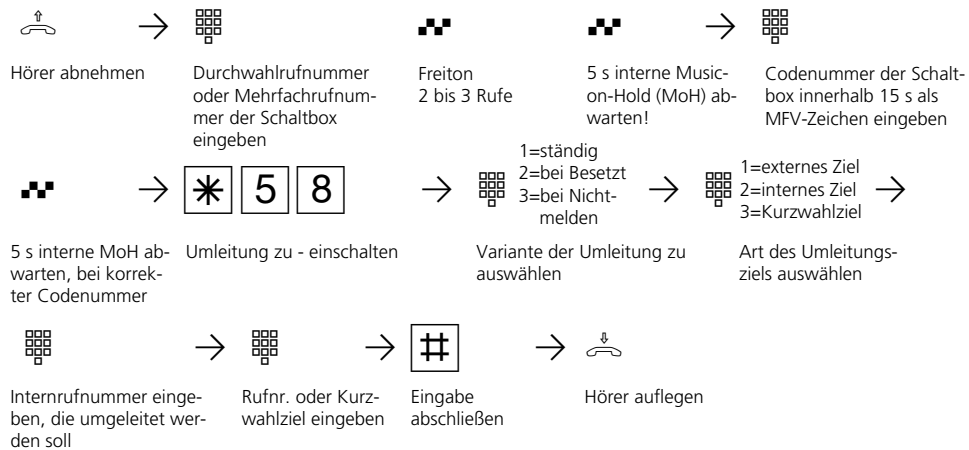 Hörer abnehmen
Durchwahlrufnummer
oder Mehrfachrufnum-
mer der Schaltbox
eingeben
Freiton
2 bis 3 Rufe
5 s interne Music-
on-Hold (MoH) ab-
warten!
Codenummer der Schalt-
box innerhalb 15 s als
MFV-Zeichen eingeben
5 s interne MoH ab-
warten, bei korrek-
ter Codenummer
* 5 8
Umleitung zu - einschalten
1=ständig
2=bei Besetzt
3=bei Nicht-
melden
Variante der Umleitung zu
auswählen
1=externes Ziel
2=internes Ziel
3=Kurzwahlziel
Art des Umleitungs-
ziels auswählen
Internrufnummer einge-
ben, die umgeleitet wer-
den soll
Rufnr. oder Kurz-
wahlziel eingeben
#
Eingabe
abschließen
Hörer auflegen